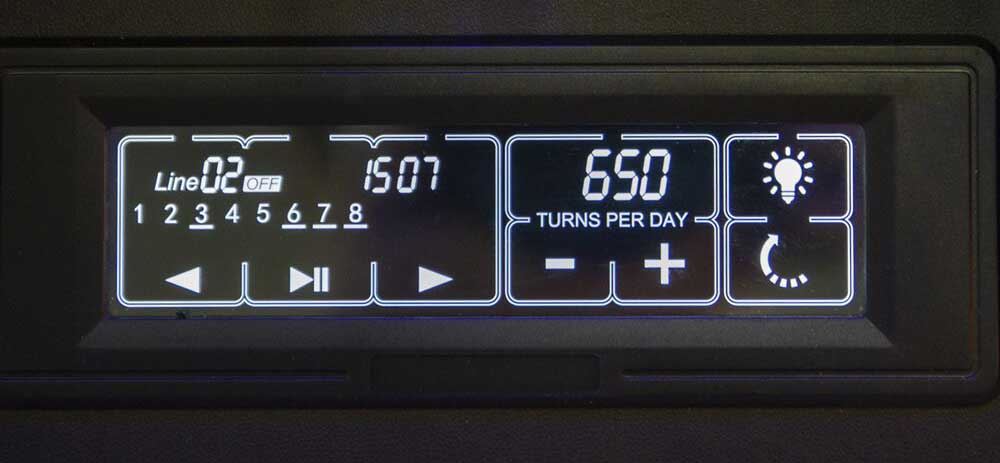 Line02 OFF 1507
1 2 3 4 5 6 7 8
650
TURNS PER DAY
- +